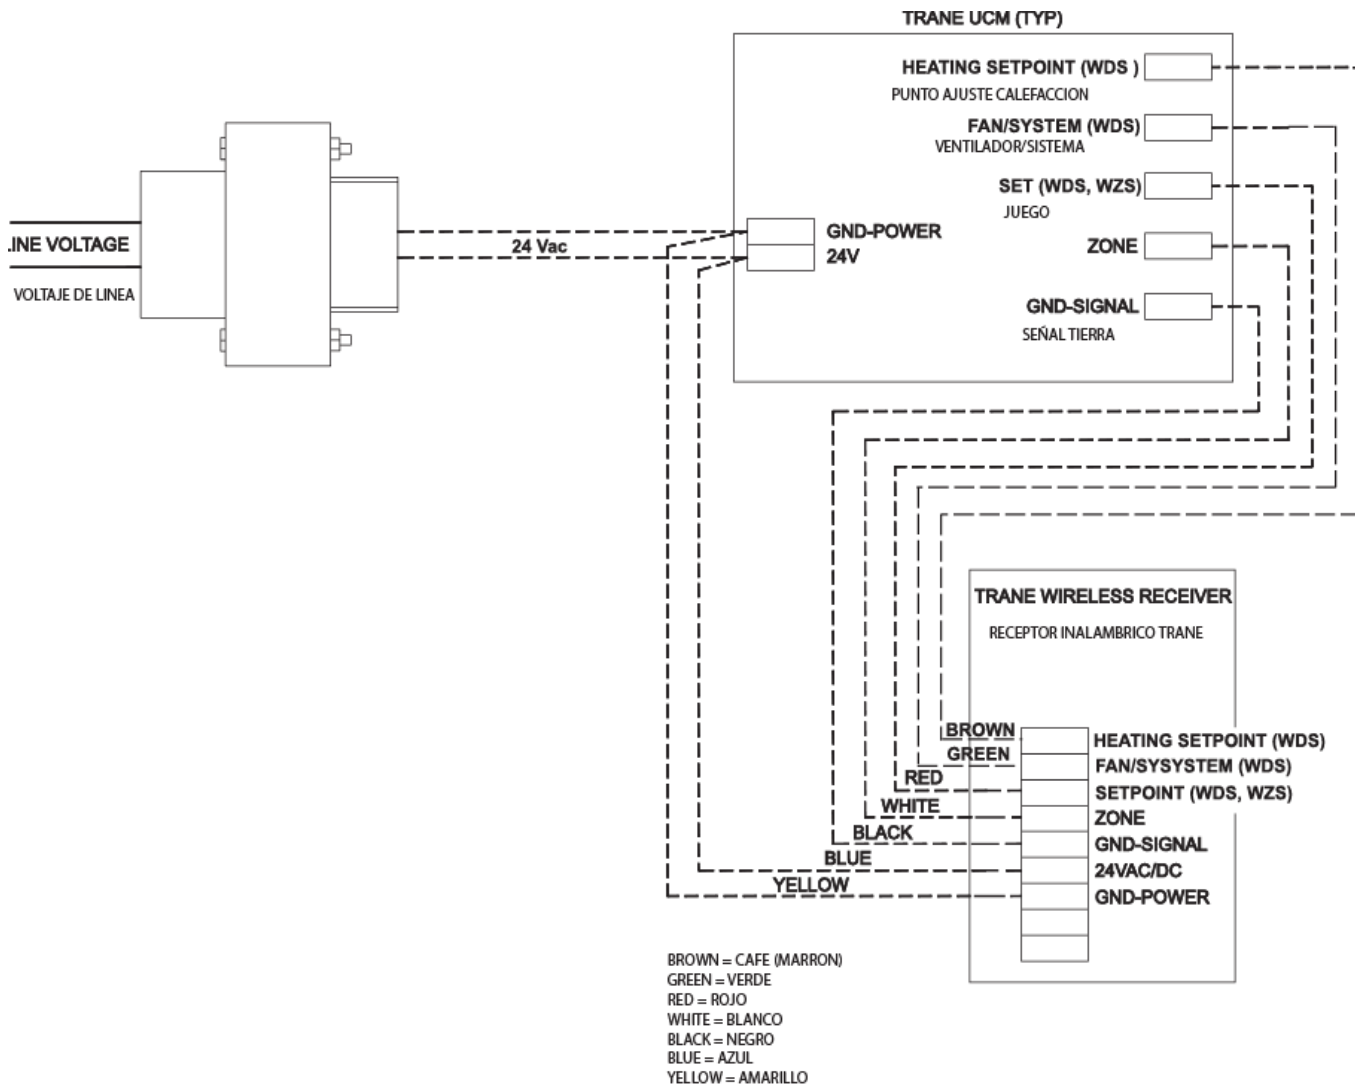 TRANE UCM (TYP)
HEATING SETPOINT (WDS )
PUNTO AJUSTE CALEFACCION
FAN/SYSTEM (WDS)
VENTILADOR/SISTEMA
SET (WDS, WZS)
JUEGO
GND-POWER
24V
ZONE
GND-SIGNAL
SEÑAL TIERRA
LINE VOLTAGE
VOLTAJE DE LINEA
24 Vac
TRANE WIRELESS RECEIVER
RECEPTOR INALAMBRICO TRANE
BROWN
HEATING SETPOINT (WDS)
GREEN
FAN/SYSYSTEM (WDS)
RED
SETPOINT (WDS, WZS)
WHITE
ZONE
BLACK
GND-SIGNAL
BLUE
24VAC/DC
YELLOW
GND-POWER
BROWN = CAFE (MARRON)
GREEN = VERDE
RED = ROJO
WHITE = BLANCO
BLACK = NEGRO
BLUE = AZUL
YELLOW = AMARILLO